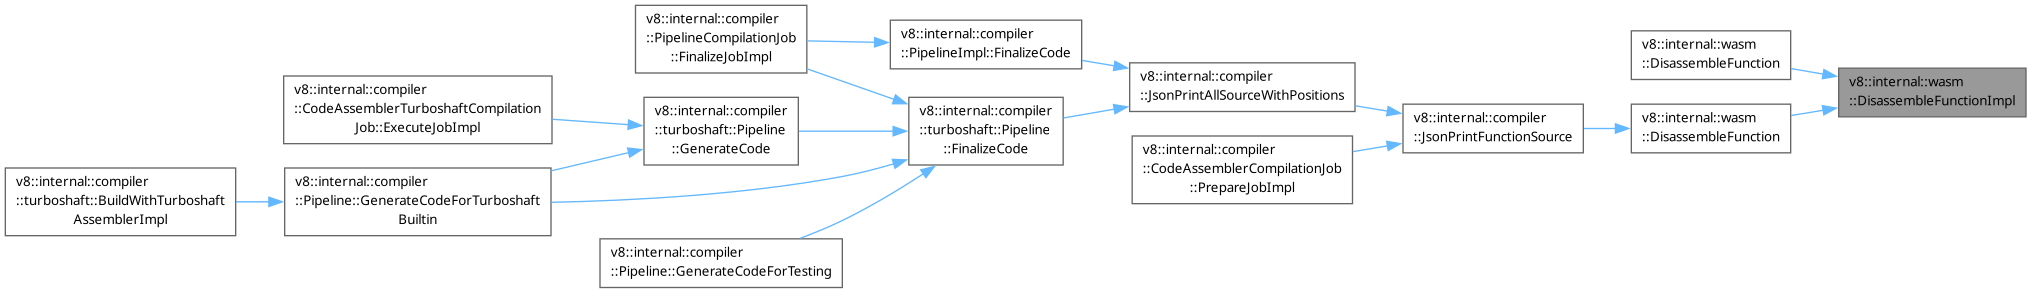 v8::internal::compiler
::PipelineCompilationJob
::FinalizeJobImpl
v8::internal::compiler
::PipelineImpl::FinalizeCode
v8::internal::wasm
::DisassembleFunction
v8::internal::wasm
::DisassembleFunctionImpl
v8::internal::compiler
::CodeAssemblerTurboshaftCompilation
Job::ExecuteJobImpl
v8::internal::compiler
::turboshaft::Pipeline
::GenerateCode
v8::internal::compiler
::turboshaft::Pipeline
::FinalizeCode
v8::internal::compiler
::JsonPrintAllSourceWithPositions
v8::internal::compiler
::JsonPrintFunctionSource
v8::internal::wasm
::DisassembleFunction
v8::internal::compiler
::CodeAssemblerCompilationJob
::PrepareJobImpl
v8::internal::compiler
::turboshaft::BuildWithTurboshaft
AssemblerImpl
v8::internal::compiler
::Pipeline::GenerateCodeForTurboshaft
Builtin
v8::internal::compiler
::Pipeline::GenerateCodeForTesting